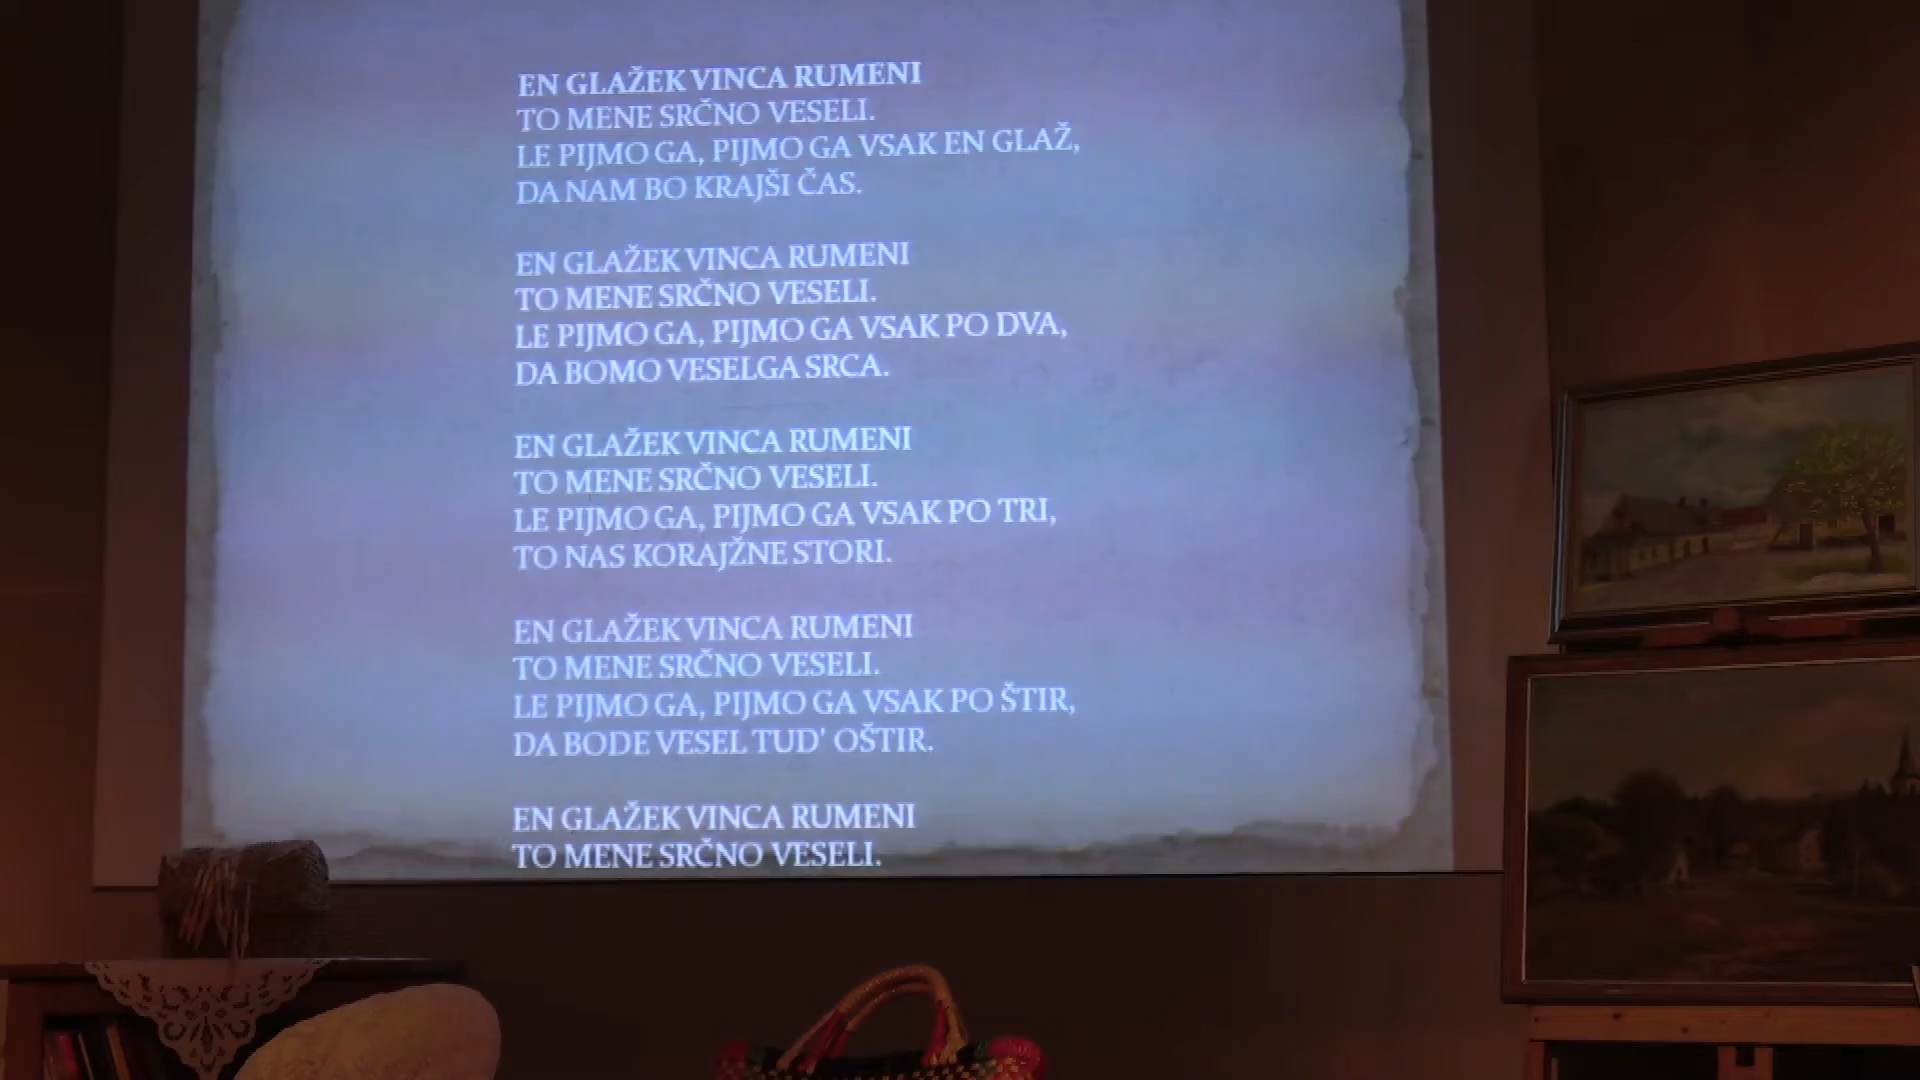 EN GLAŽEK VINCA RUMENI
TO MENE SRČNO VESELI.
LE PIJMO GA, PIJMO GA VSAK EN GLAŽ,
DA NAM BO KRAJŠI ČAS.
EN GLAŽEK VINCA RUMENI
TO MENE SRČNO VESELI.
LE PIJMO GA, PIJMO GA VSAK PO DVA,
DA BOMO VESELGA SRCA.
EN GLAŽEK VINCA RUMENI
TO MENE SRČNO VESELI.
LE PIJMO GA, PIJMO GA VSAK PO TRI,
TO NAS KORAJŽNE STORI.
EN GLAŽEK VINCA RUMENI
TO MENE SRČNO VESELI.
LE PIJMO GA, PIJMO GA VSAK PO ŠTIR,
DA BODE VESEL TUD' OŠTIR.
EN GLAŽEK VINCA RUMENI
TO MENE SRČNO VESELI.